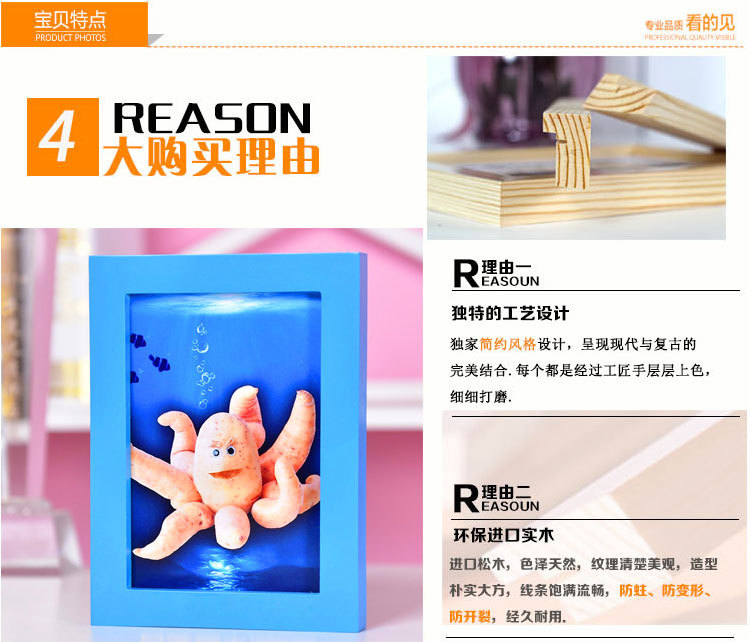 宝贝特点
PRODUCT PHOTOS
专业品质 看的见
PROFESSIONAL QUALITY VISIBLE
4
REASON
大购买理由
R理由一
EASOUN
独特的工艺设计
独家简约风格设计，呈现现代与复古的
完美结合.每个都是经过工匠手层层上色，
细细打磨.
R理由二
EASOUN
环保进口实木
进口松木，色泽天然，纹理清楚美观，造型
朴实大方，线条饱满流畅，防蛀、防变形、
防开裂，经久耐用.